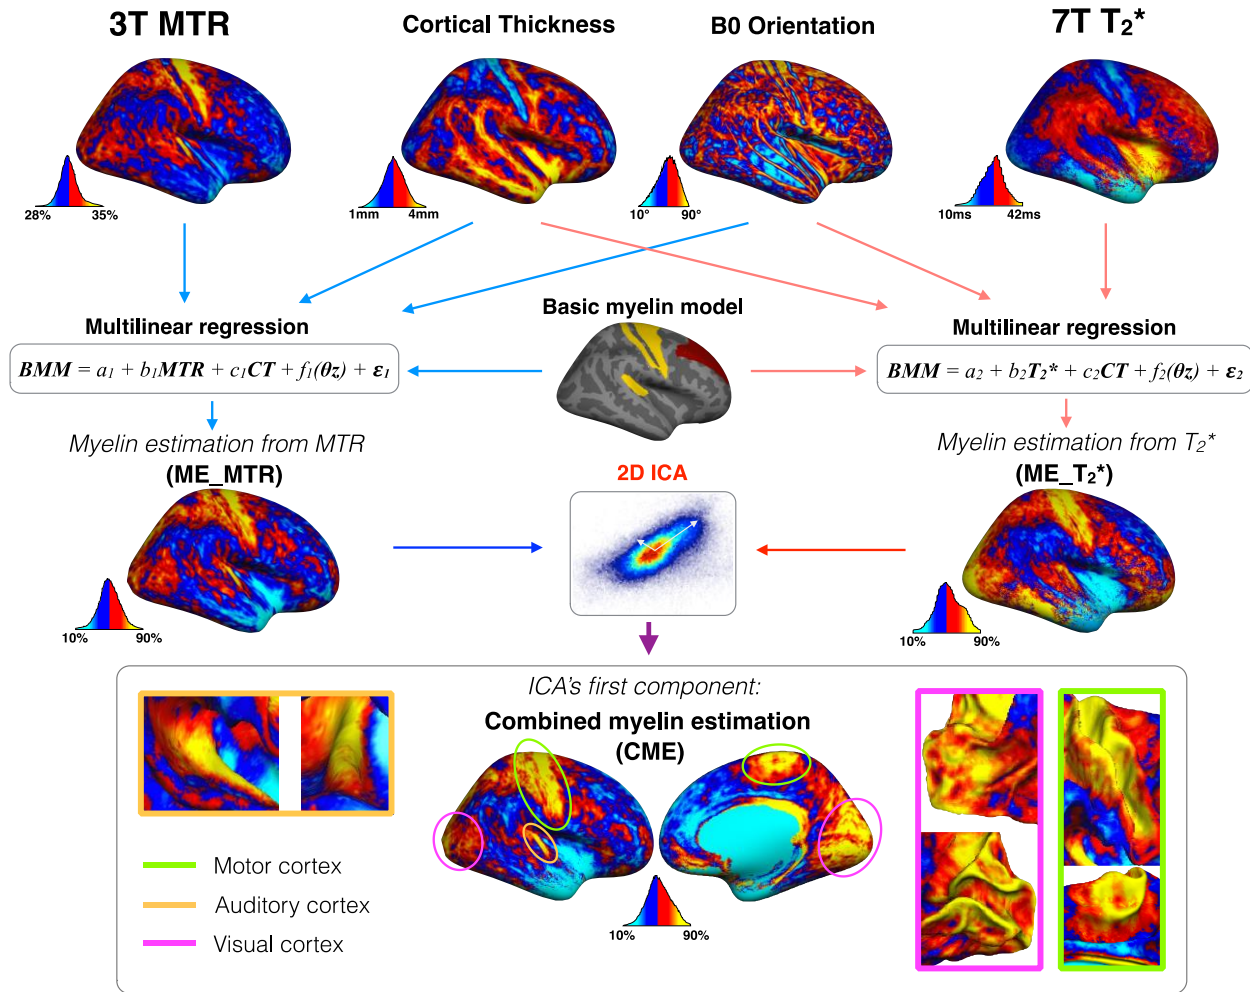 3T MTR
Cortical Thickness
B0 Orientation
7T T₂*
28% 35%
1mm 4mm
10° 90°
10ms 42ms
Basic myelin model
Multilinear regression
BMM = a₁ + b₁MTR + c₁CT + f₁(θz) + ε₁
Multilinear regression
BMM = a₂ + b₂T₂* + c₂CT + f₂(θz) + ε₂
Myelin estimation from MTR
(ME_MTR)
2D ICA
Myelin estimation from T₂*
(ME_T₂*)
10% 90%
10% 90%
ICA's first component:
Combined myelin estimation
(CME)
Motor cortex
Auditory cortex
Visual cortex
10% 90%